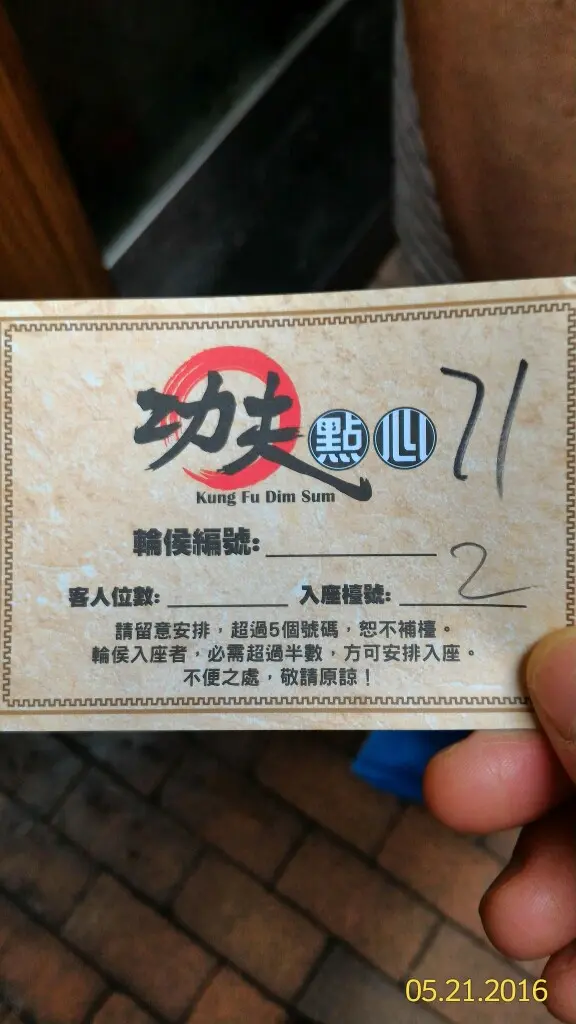 功夫點心 71
Kung Fu Dim Sum
輪侯編號:
客人位數: 入座檯號: 2
請留意安排，超過5個號碼，恕不補檯。
輪侯入座者，必需超過半數，方可安排入座。
不便之處，敬請原諒！
05.21.2016